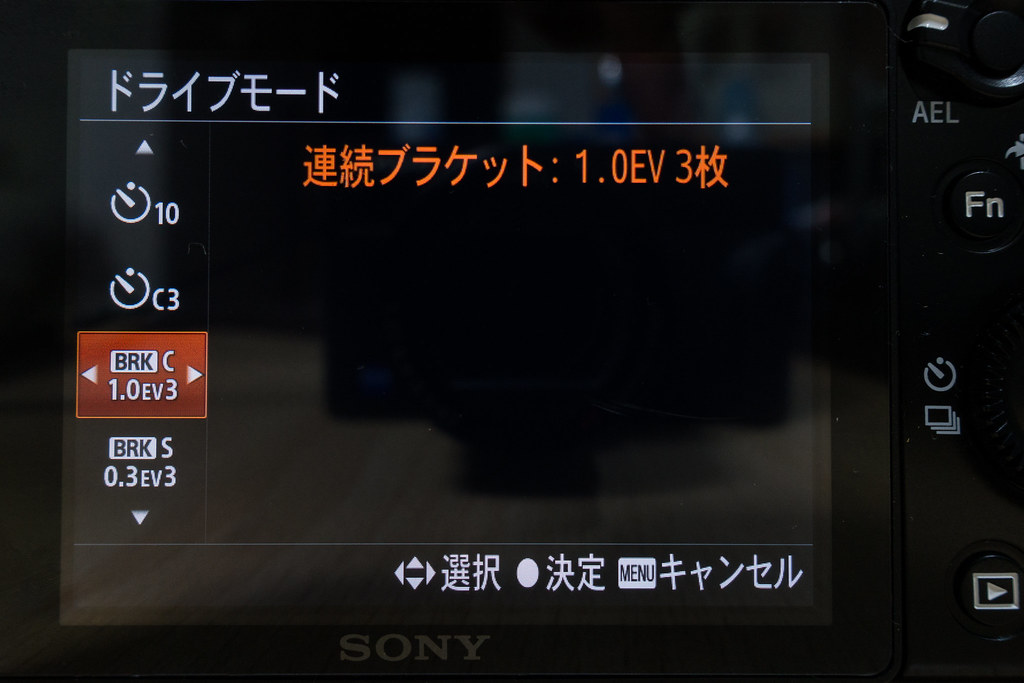 ドライブモード
連続ブラケット: 1.0EV 3枚
10
C3
BRK C
1.0EV3
BRK S
0.3EV3
選択 決定 MENU キャンセル
SONY
AEL
Fn